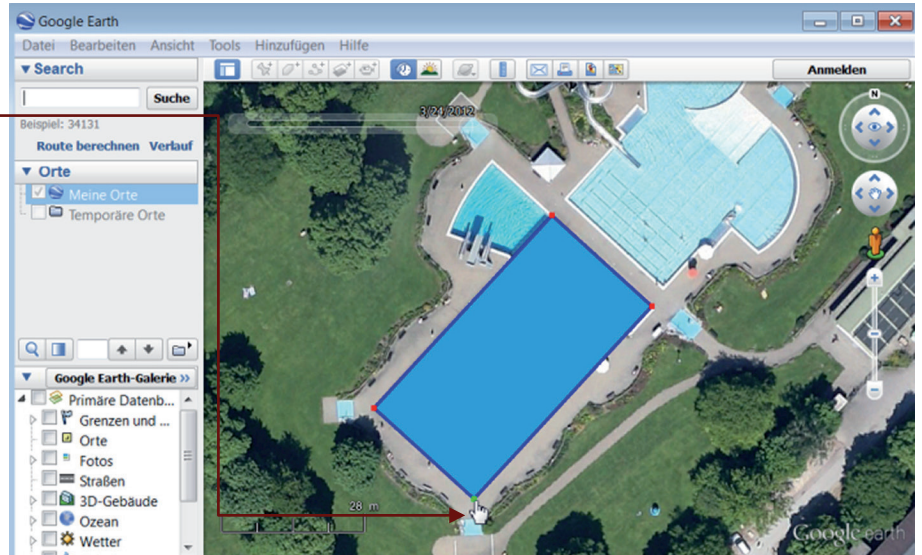 Google Earth
Datei Bearbeiten Ansicht Tools Hinzufügen Hilfe
Search
Suche
Beispiel: 34131
Route berechnen Verlauf
Orte
Meine Orte
Temporäre Orte
Google Earth-Galerie >>
Primäre Datenb...
Grenzen und ...
Orte
Fotos
Straßen
3D-Gebäude
Ozean
Wetter
Anmelden
3/24/2012
N
28 m
Google earth